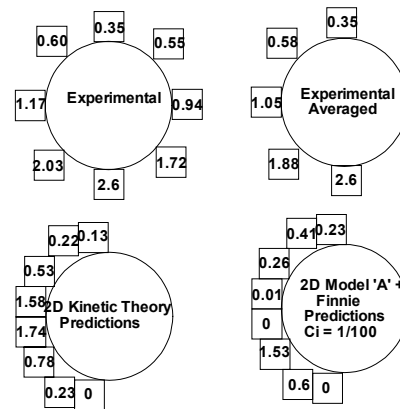 0.35
0.60 0.55
Experimental
1.17 0.94
2.03 1.72
2.6
0.35
0.58
Experimental
Averaged
1.05
1.88
2.6
0.22 0.13
0.53
1.58
2D Kinetic Theory
Predictions
1.74
0.78
0.23 0
0.41 0.23
0.26
0.01
2D Model 'A' +
Finnie
Predictions
Ci = 1/100
0
1.53
0.6 0